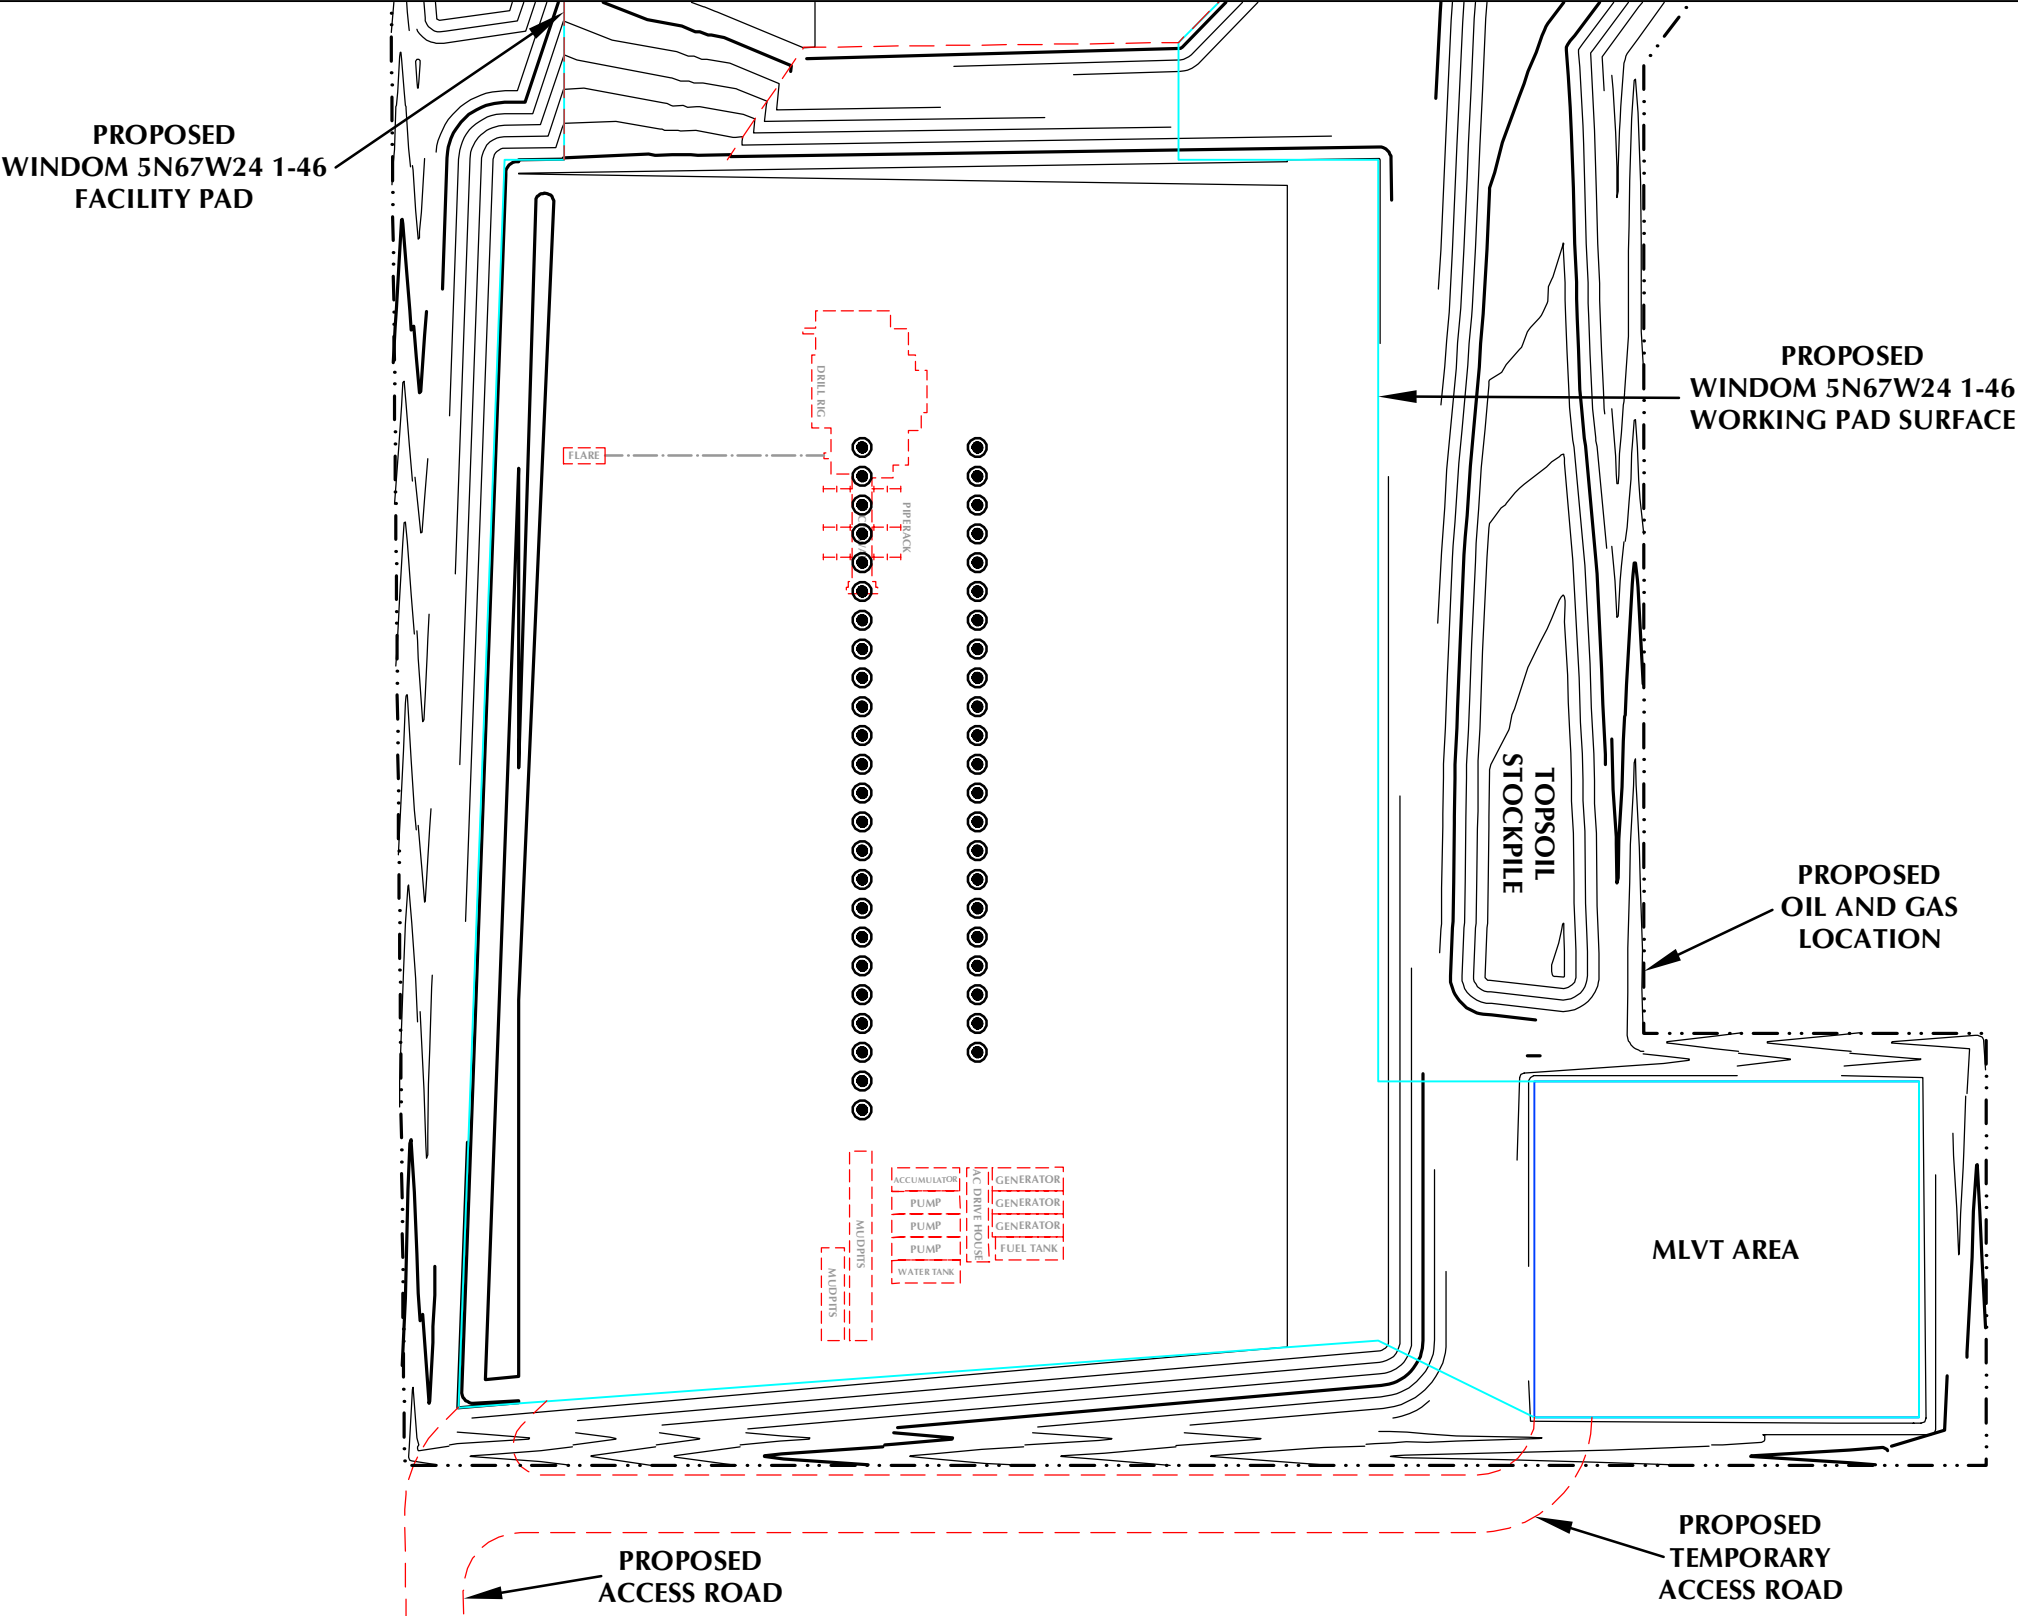 PROPOSED
WINDOM 5N67W24 1-46
FACILITY PAD
PROPOSED
WINDOM 5N67W24 1-46
WORKING PAD SURFACE
DRILL RIG
FLARE
PIPERACK
TOPSOIL
STOCKPILE
PROPOSED
OIL AND GAS
LOCATION
ACCUMULATOR
PUMP
PUMP
PUMP
WATER TANK
AC DRIVE HOUSE
GENERATOR
GENERATOR
GENERATOR
FUEL TANK
MUDPITS
MUDPITS
MLVT AREA
PROPOSED
ACCESS ROAD
PROPOSED
TEMPORARY
ACCESS ROAD